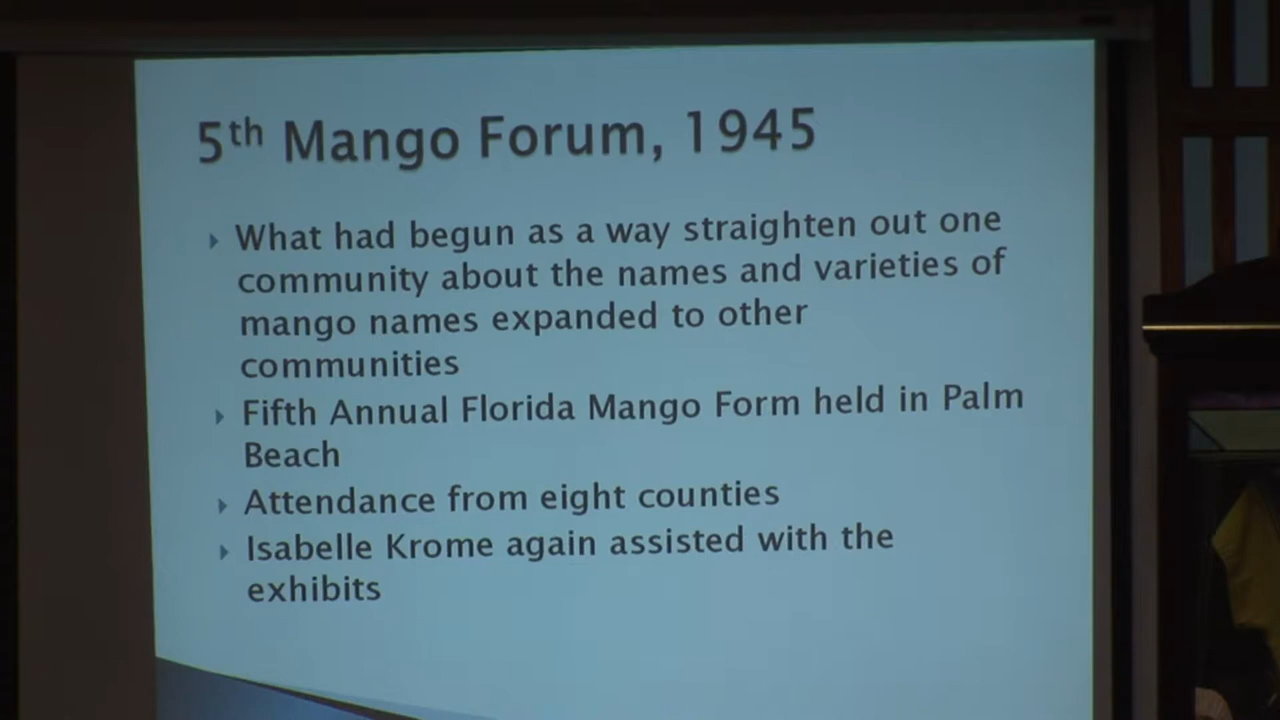 5th Mango Forum, 1945
What had begun as a way straighten out one
community about the names and varieties of
mango names expanded to other
communities
Fifth Annual Florida Mango Form held in Palm
Beach
Attendance from eight counties
Isabelle Krome again assisted with the
exhibits